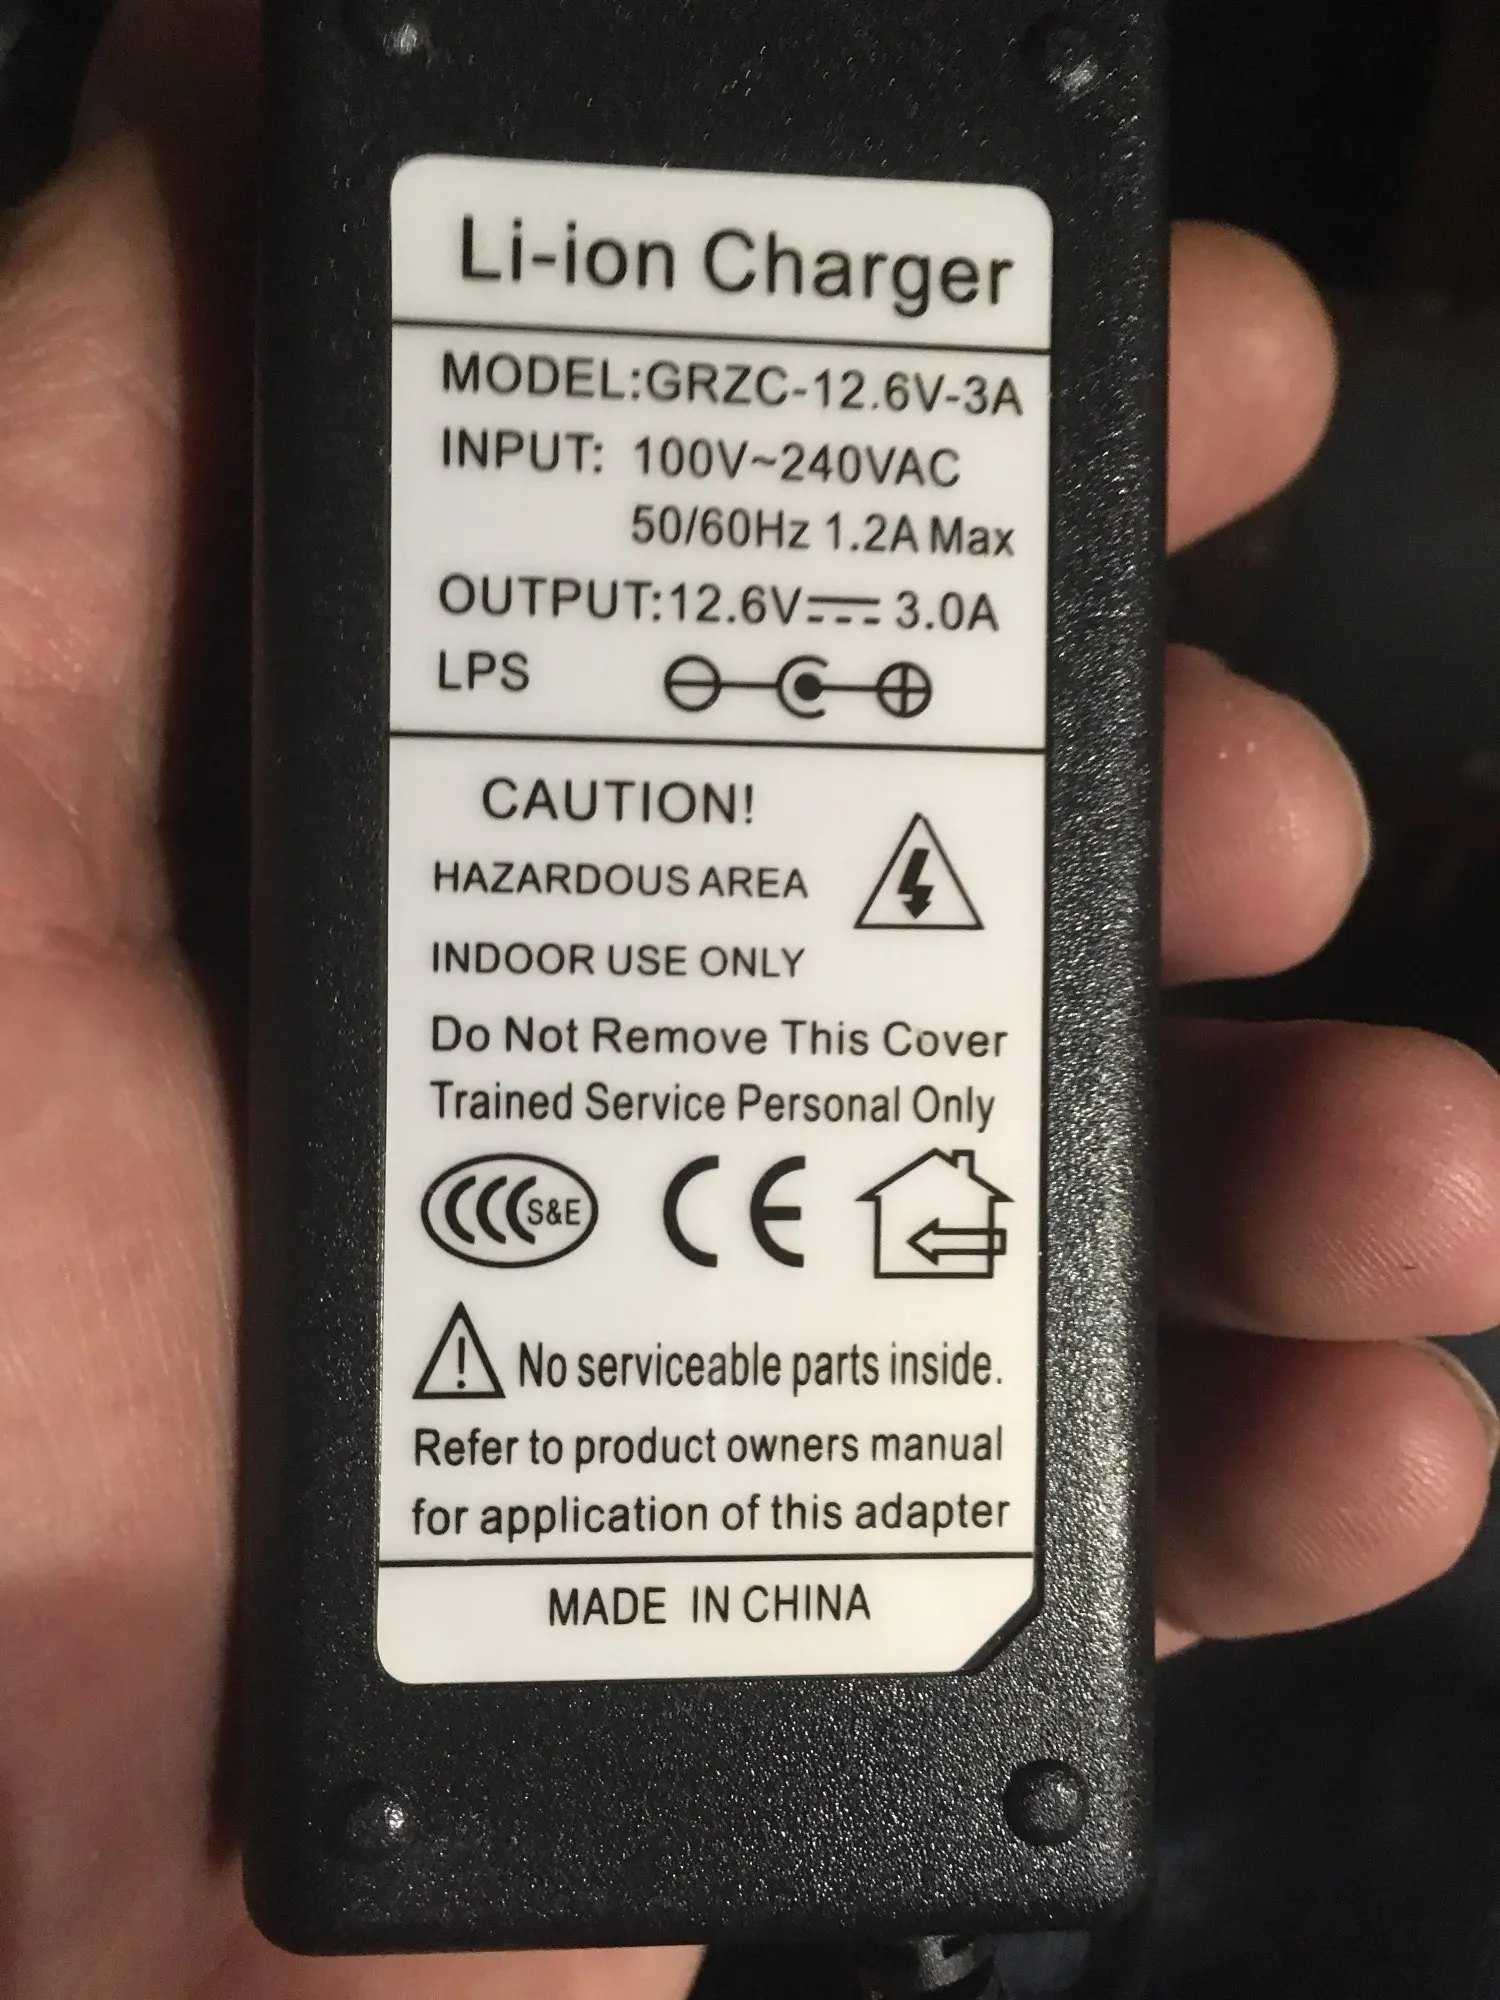 Li-ion Charger
MODEL:GRZC-12.6V-3A
INPUT: 100V~240VAC
50/60Hz 1.2A Max
OUTPUT:12.6V⎓3.0A
LPS
CAUTION!
HAZARDOUS AREA
INDOOR USE ONLY
Do Not Remove This Cover
Trained Service Personal Only
CCC S&E CE
No serviceable parts inside.
Refer to product owners manual
for application of this adapter
MADE IN CHINA